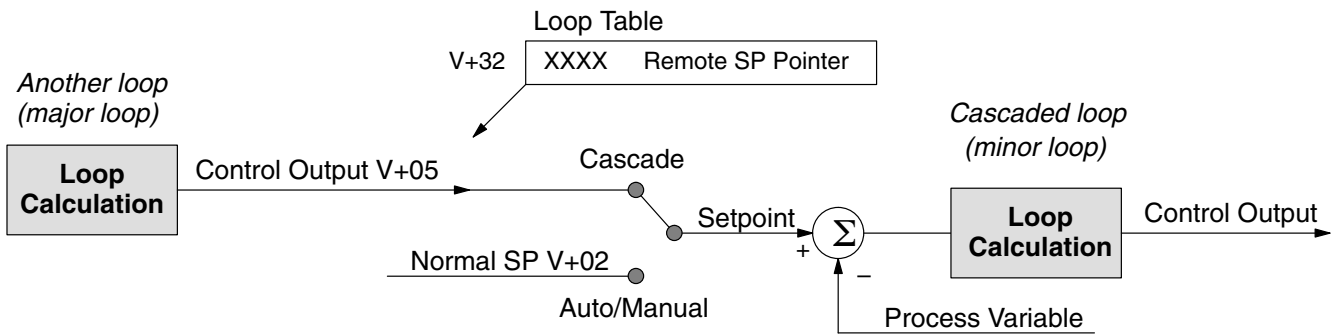 Loop Table
V+32 XXXX Remote SP Pointer
Another loop
(major loop)
Loop
Calculation
Control Output V+05
Cascade
Normal SP V+02
Auto/Manual
Setpoint
+
Σ
−
Process Variable
Cascaded loop
(minor loop)
Loop
Calculation
Control Output